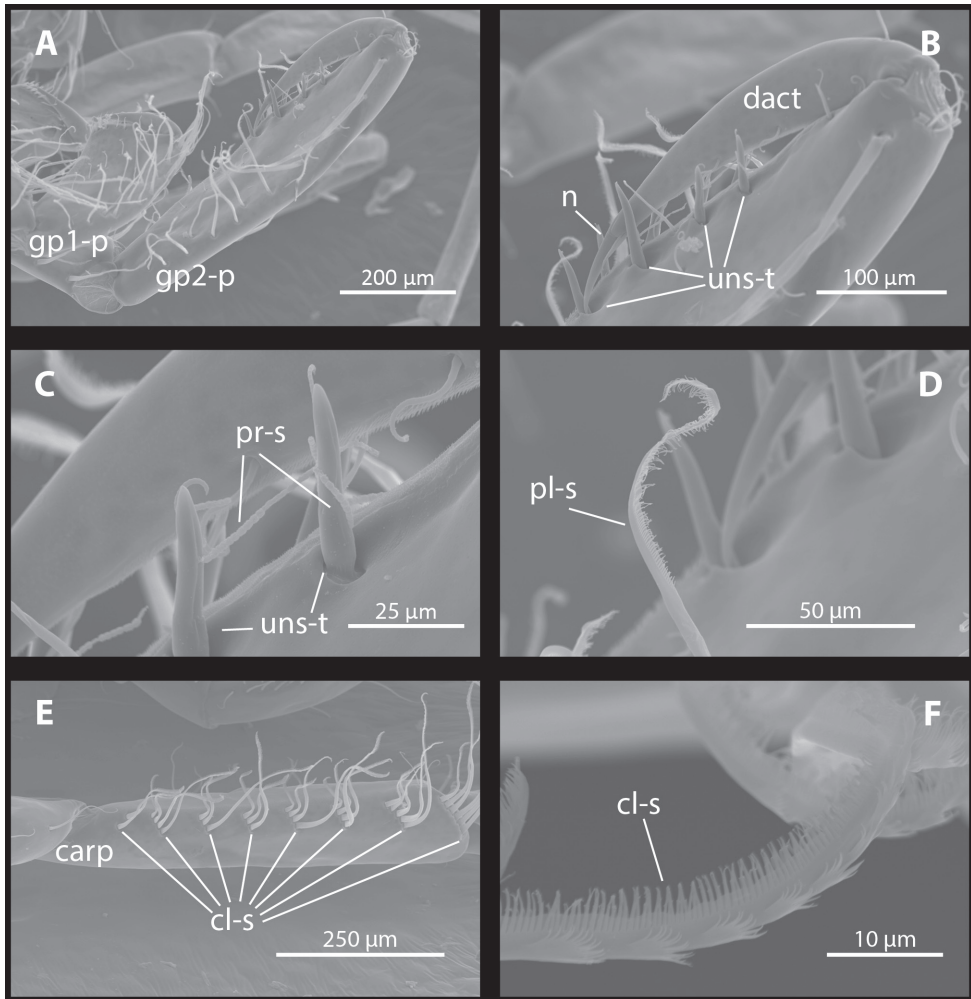 A
gp1-p
gp2-p
200 µm
B
dact
n
uns-t
100 µm
C
pr-s
uns-t
25 µm
D
pl-s
50 µm
E
carp
cl-s
250 µm
F
cl-s
10 µm